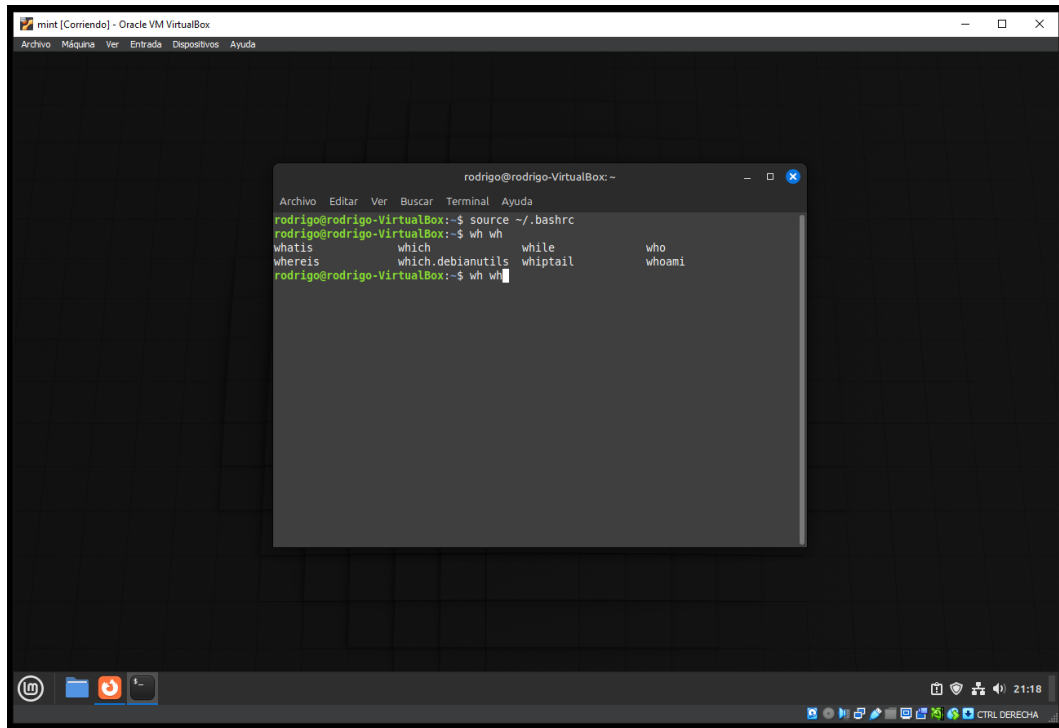 mint [Corriendo] - Oracle VM VirtualBox
Archivo Máquina Ver Entrada Dispositivos Ayuda
rodrigo@rodrigo-VirtualBox: ~
Archivo Editar Ver Buscar Terminal Ayuda
rodrigo@rodrigo-VirtualBox:~$ source ~/.bashrc
rodrigo@rodrigo-VirtualBox:~$ wh wh
whatis which while who
whereis which.debianutils whiptail whoami
rodrigo@rodrigo-VirtualBox:~$ wh wh
21:18
CTRL DERECHA